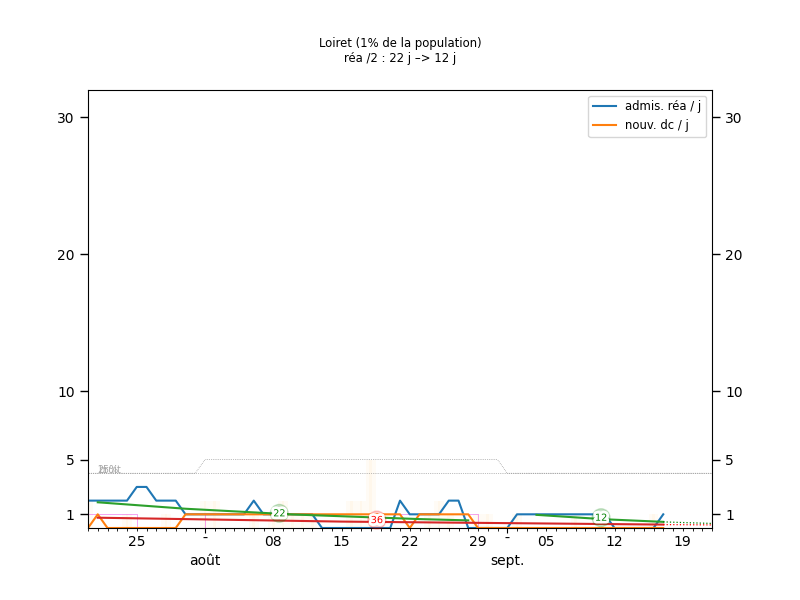 Loiret (1% de la population)
réa /2 : 22 j –> 12 j
admis. réa / j
nouv. dc / j
30 30
20 20
10 10
5 5
1 1
22 36 12
25 - 08 15 22 29 - 05 12 19
août sept.